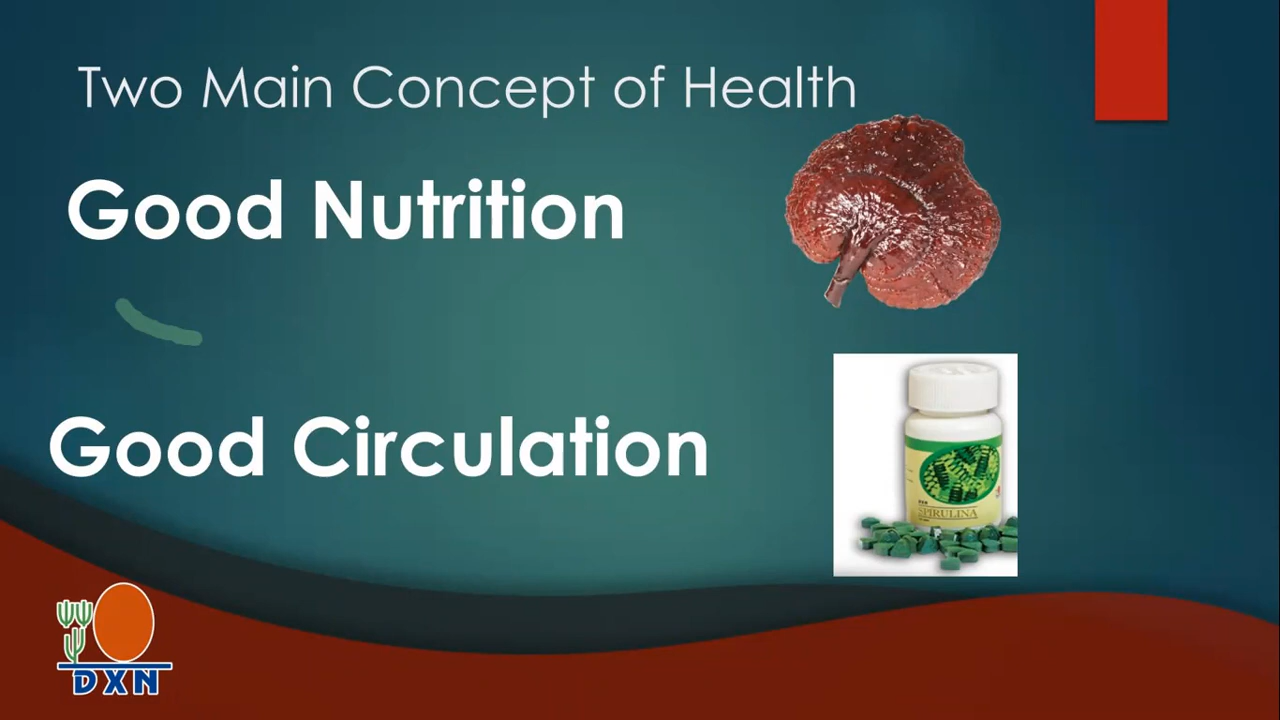 Two Main Concept of Health
Good Nutrition
Good Circulation
SPIRULINA
DXN